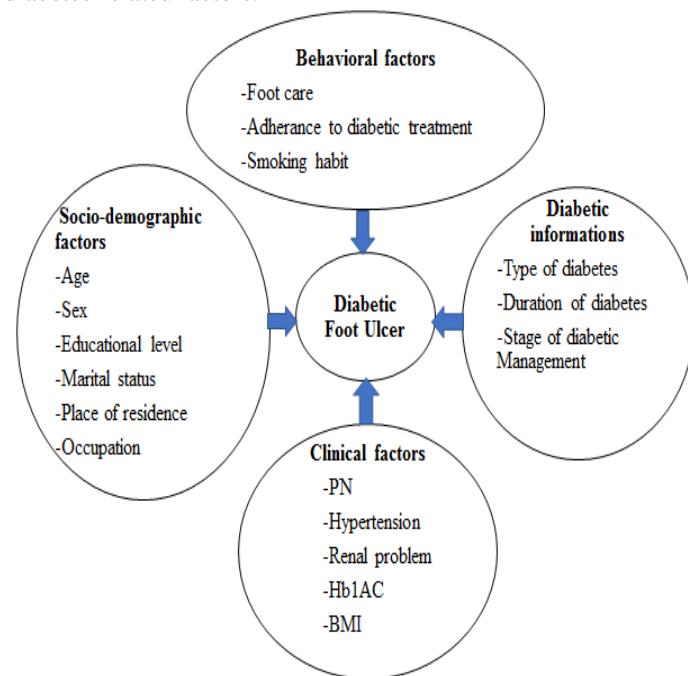 Behavioral factors
-Foot care
-Adherance to diabetic treatment
-Smoking habit
Socio-demographic
factors
-Age
-Sex
-Educational level
-Marital status
-Place of residence
-Occupation
Diabetic
Foot Ulcer
Diabetic
informations
-Type of diabetes
-Duration of diabetes
-Stage of diabetic
Management
Clinical factors
-PN
-Hypertension
-Renal problem
-Hb1AC
-BMI